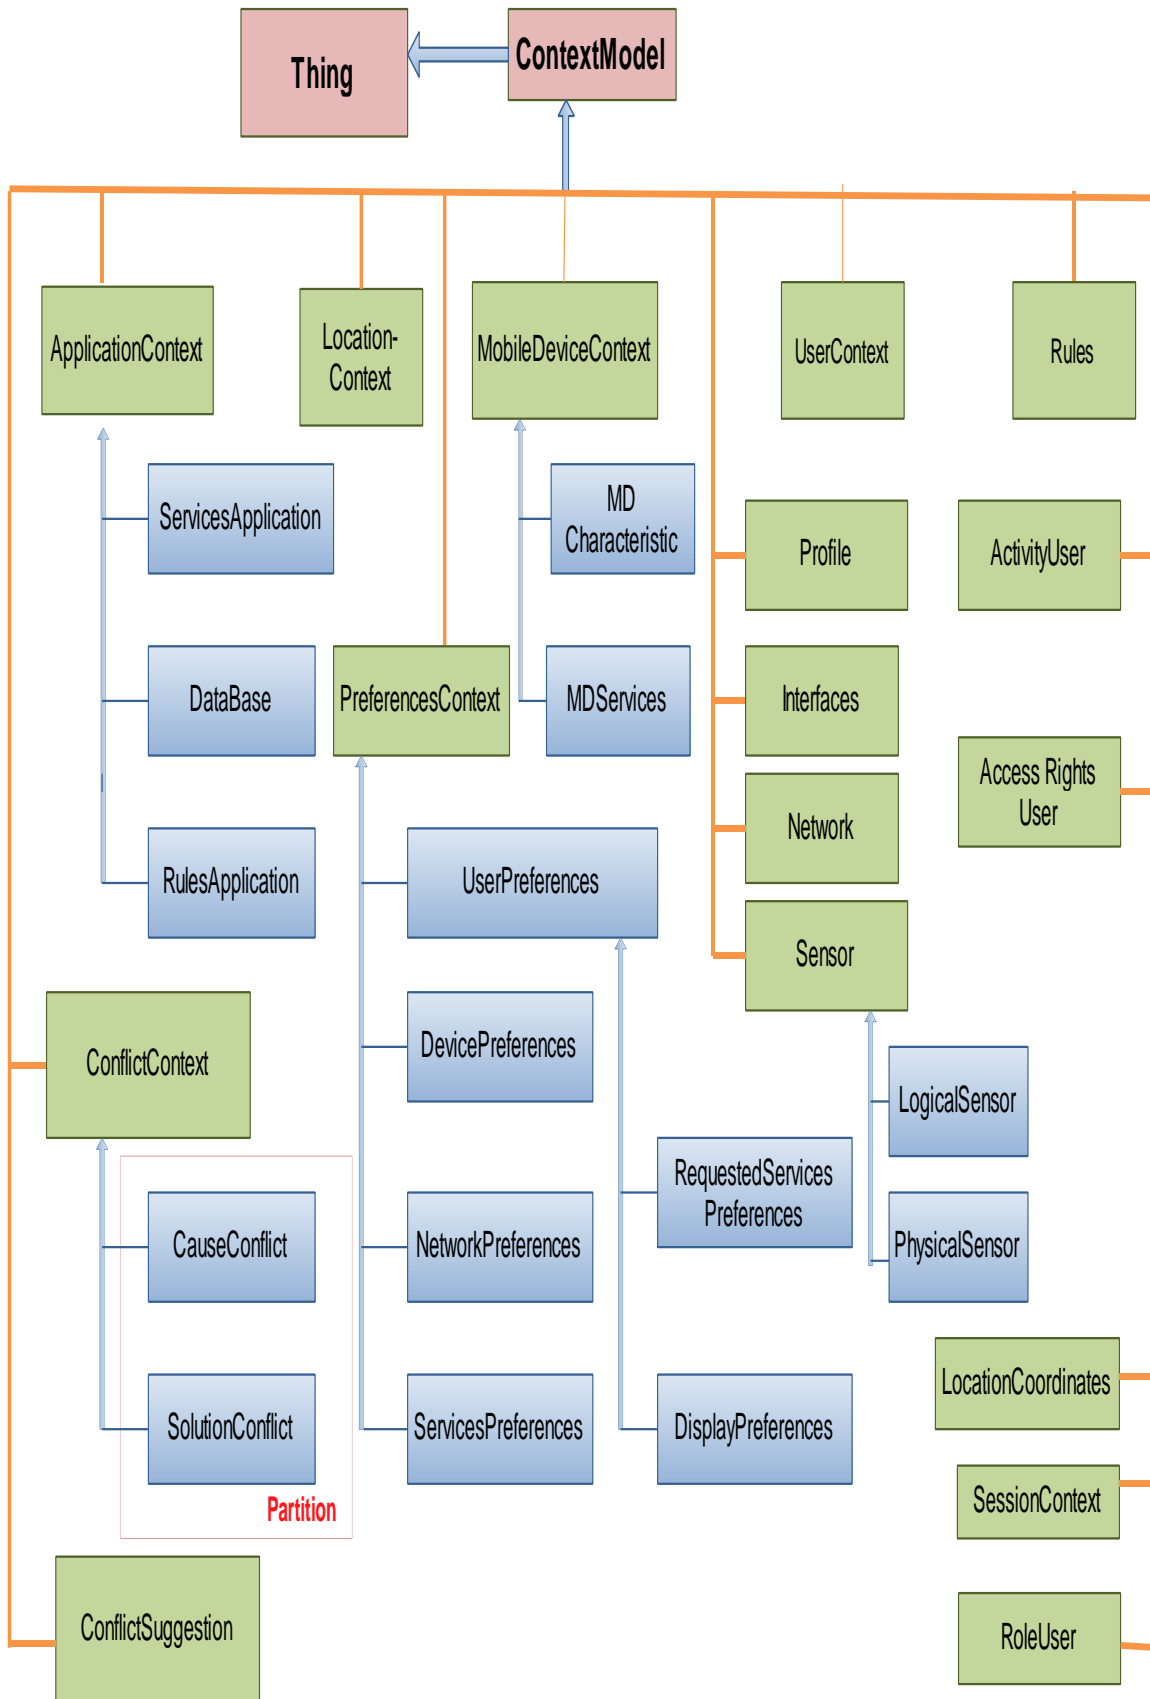 Thing
ContextModel
ApplicationContext
Location-
Context
MobileDeviceContext
UserContext
Rules
ServicesApplication
MD
Characteristic
Profile
ActivityUser
DataBase
PreferencesContext
MDServices
Interfaces
Access Rights
User
Network
RulesApplication
UserPreferences
Sensor
ConflictContext
DevicePreferences
LogicalSensor
RequestedServices
Preferences
CauseConflict
NetworkPreferences
PhysicalSensor
LocationCoordinates
SolutionConflict
ServicesPreferences
DisplayPreferences
Partition
SessionContext
ConflictSuggestion
RoleUser